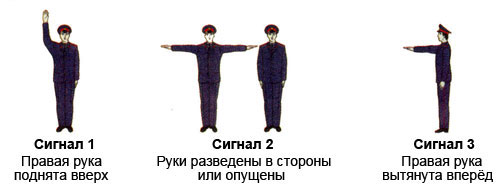 Сигнал 1
Правая рука
поднята вверх
Сигнал 2
Руки разведены в стороны
или опущены
Сигнал 3
Правая рука
вытянута вперёд